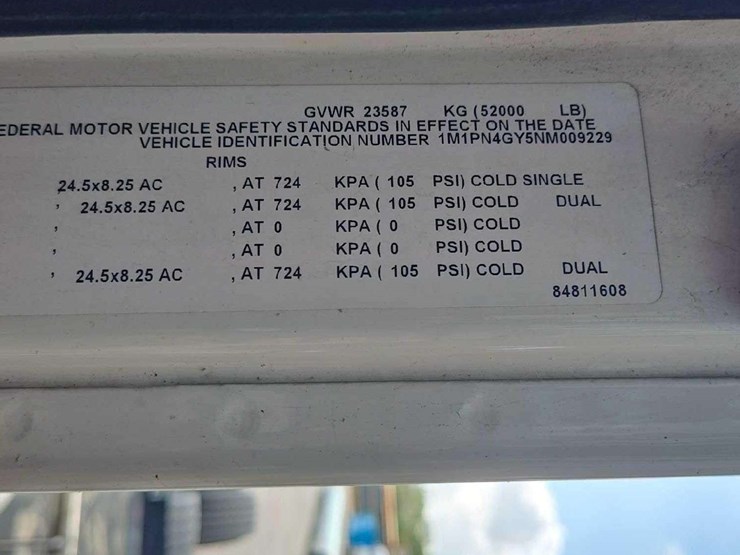 GVWR 23587 KG (52000 LB)
EDERAL MOTOR VEHICLE SAFETY STANDARDS IN EFFECT ON THE DATE
VEHICLE IDENTIFICATION NUMBER 1M1PN4GY5NM009229
RIMS
24.5x8.25 AC , AT 724 KPA ( 105 PSI) COLD SINGLE
, 24.5x8.25 AC , AT 724 KPA ( 105 PSI) COLD DUAL
, , AT 0 KPA ( 0 PSI) COLD
, , AT 0 KPA ( 0 PSI) COLD
, 24.5x8.25 AC , AT 724 KPA ( 105 PSI) COLD DUAL
84811608